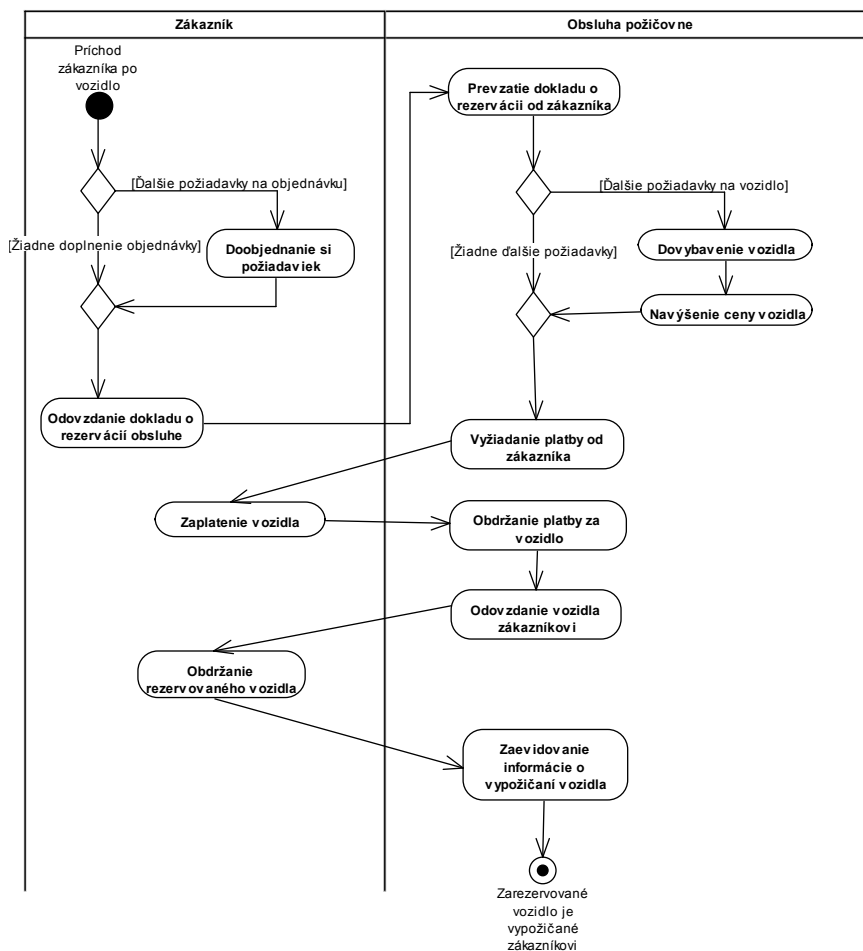 Zákazník
Obsluha požičovne
Príchod
zákazníka po
vozidlo
Prevzatie dokladu o
rezervácii od zákazníka
[Ďalšie požiadavky na objednávku]
[Ďalšie požiadavky na vozidlo]
[Žiadne doplnenie objednávky]
Doobjednanie si
požiadaviek
[Žiadne ďalšie požiadavky]
Dovybavenie vozidla
Navýšenie ceny vozidla
Odovzdanie dokladu o
rezervácií obsluhe
Vyžiadanie platby od
zákazníka
Zaplatenie vozidla
Obdržanie platby za
vozidlo
Odovzdanie vozidla
zákazníkovi
Obdržanie
rezervovaného vozidla
Zaevidovanie
informácie o
vypožičaní vozidla
Zarezervované
vozidlo je
vypožičané
zákazníkovi